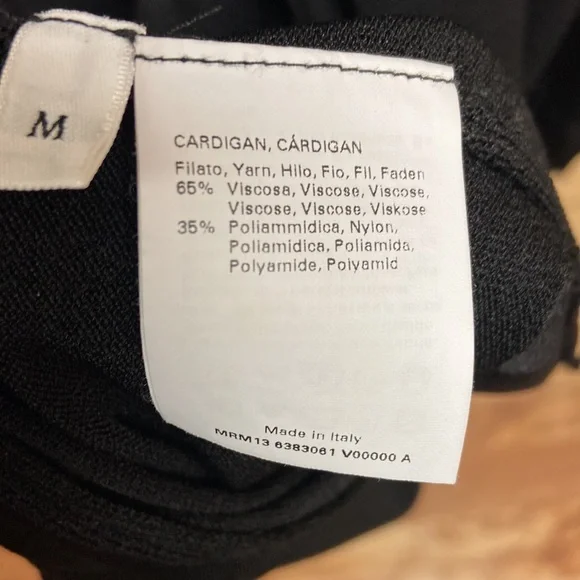 M
CARDIGAN, CÁRDIGAN
Filato, Yarn, Hilo, Fio, Fil, Faden
65% Viscosa, Viscose, Viscose,
Viscose, Viscose, Viskose
35% Poliammidica, Nylon,
Poliamidica, Poliamida,
Polyamide, Polyamid
Made in Italy
MRM13 6383061 V00000 A